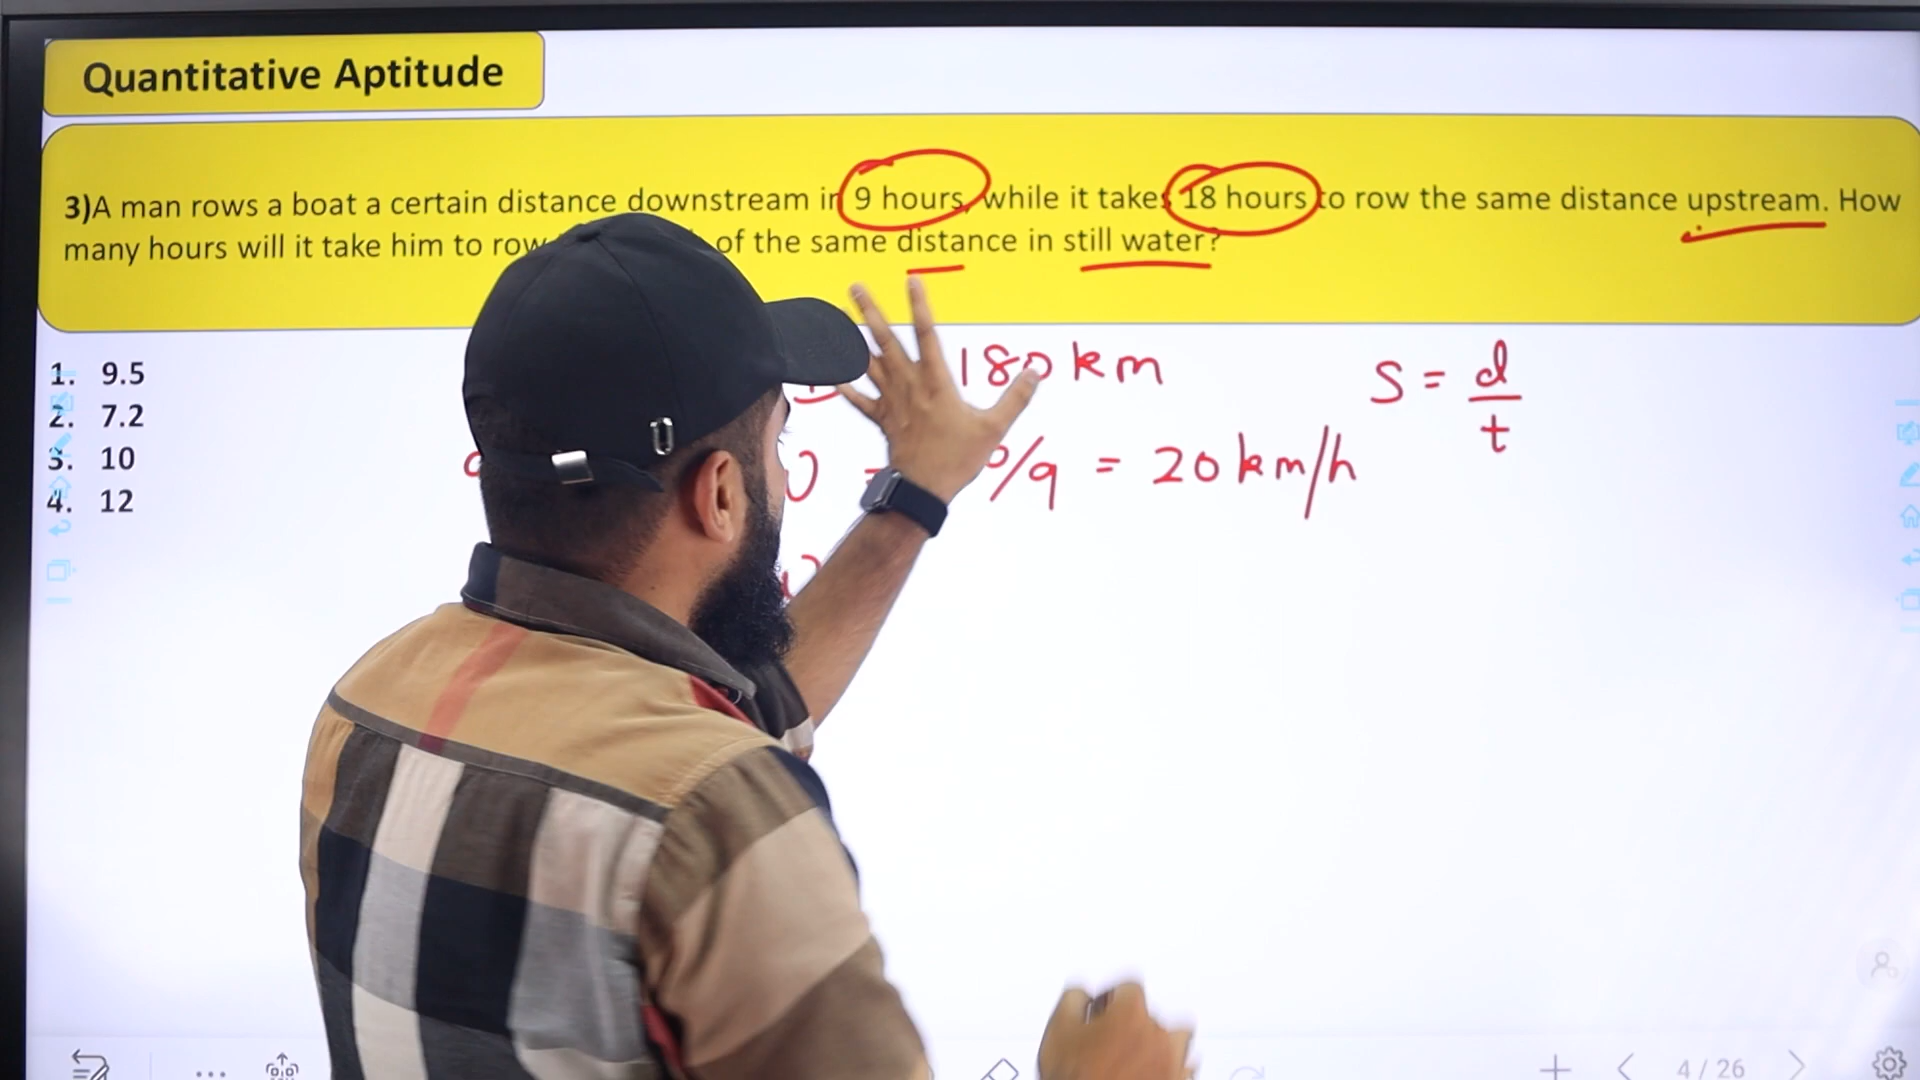 Quantitative Aptitude
3)A man rows a boat a certain distance downstream in 9 hours, while it takes 18 hours to row the same distance upstream. How
many hours will it take him to row of the same distance in still water?
1. 9.5
2. 7.2
3. 10
4. 12
180 km
S = d/t
/9 = 20 km/h
4 / 26